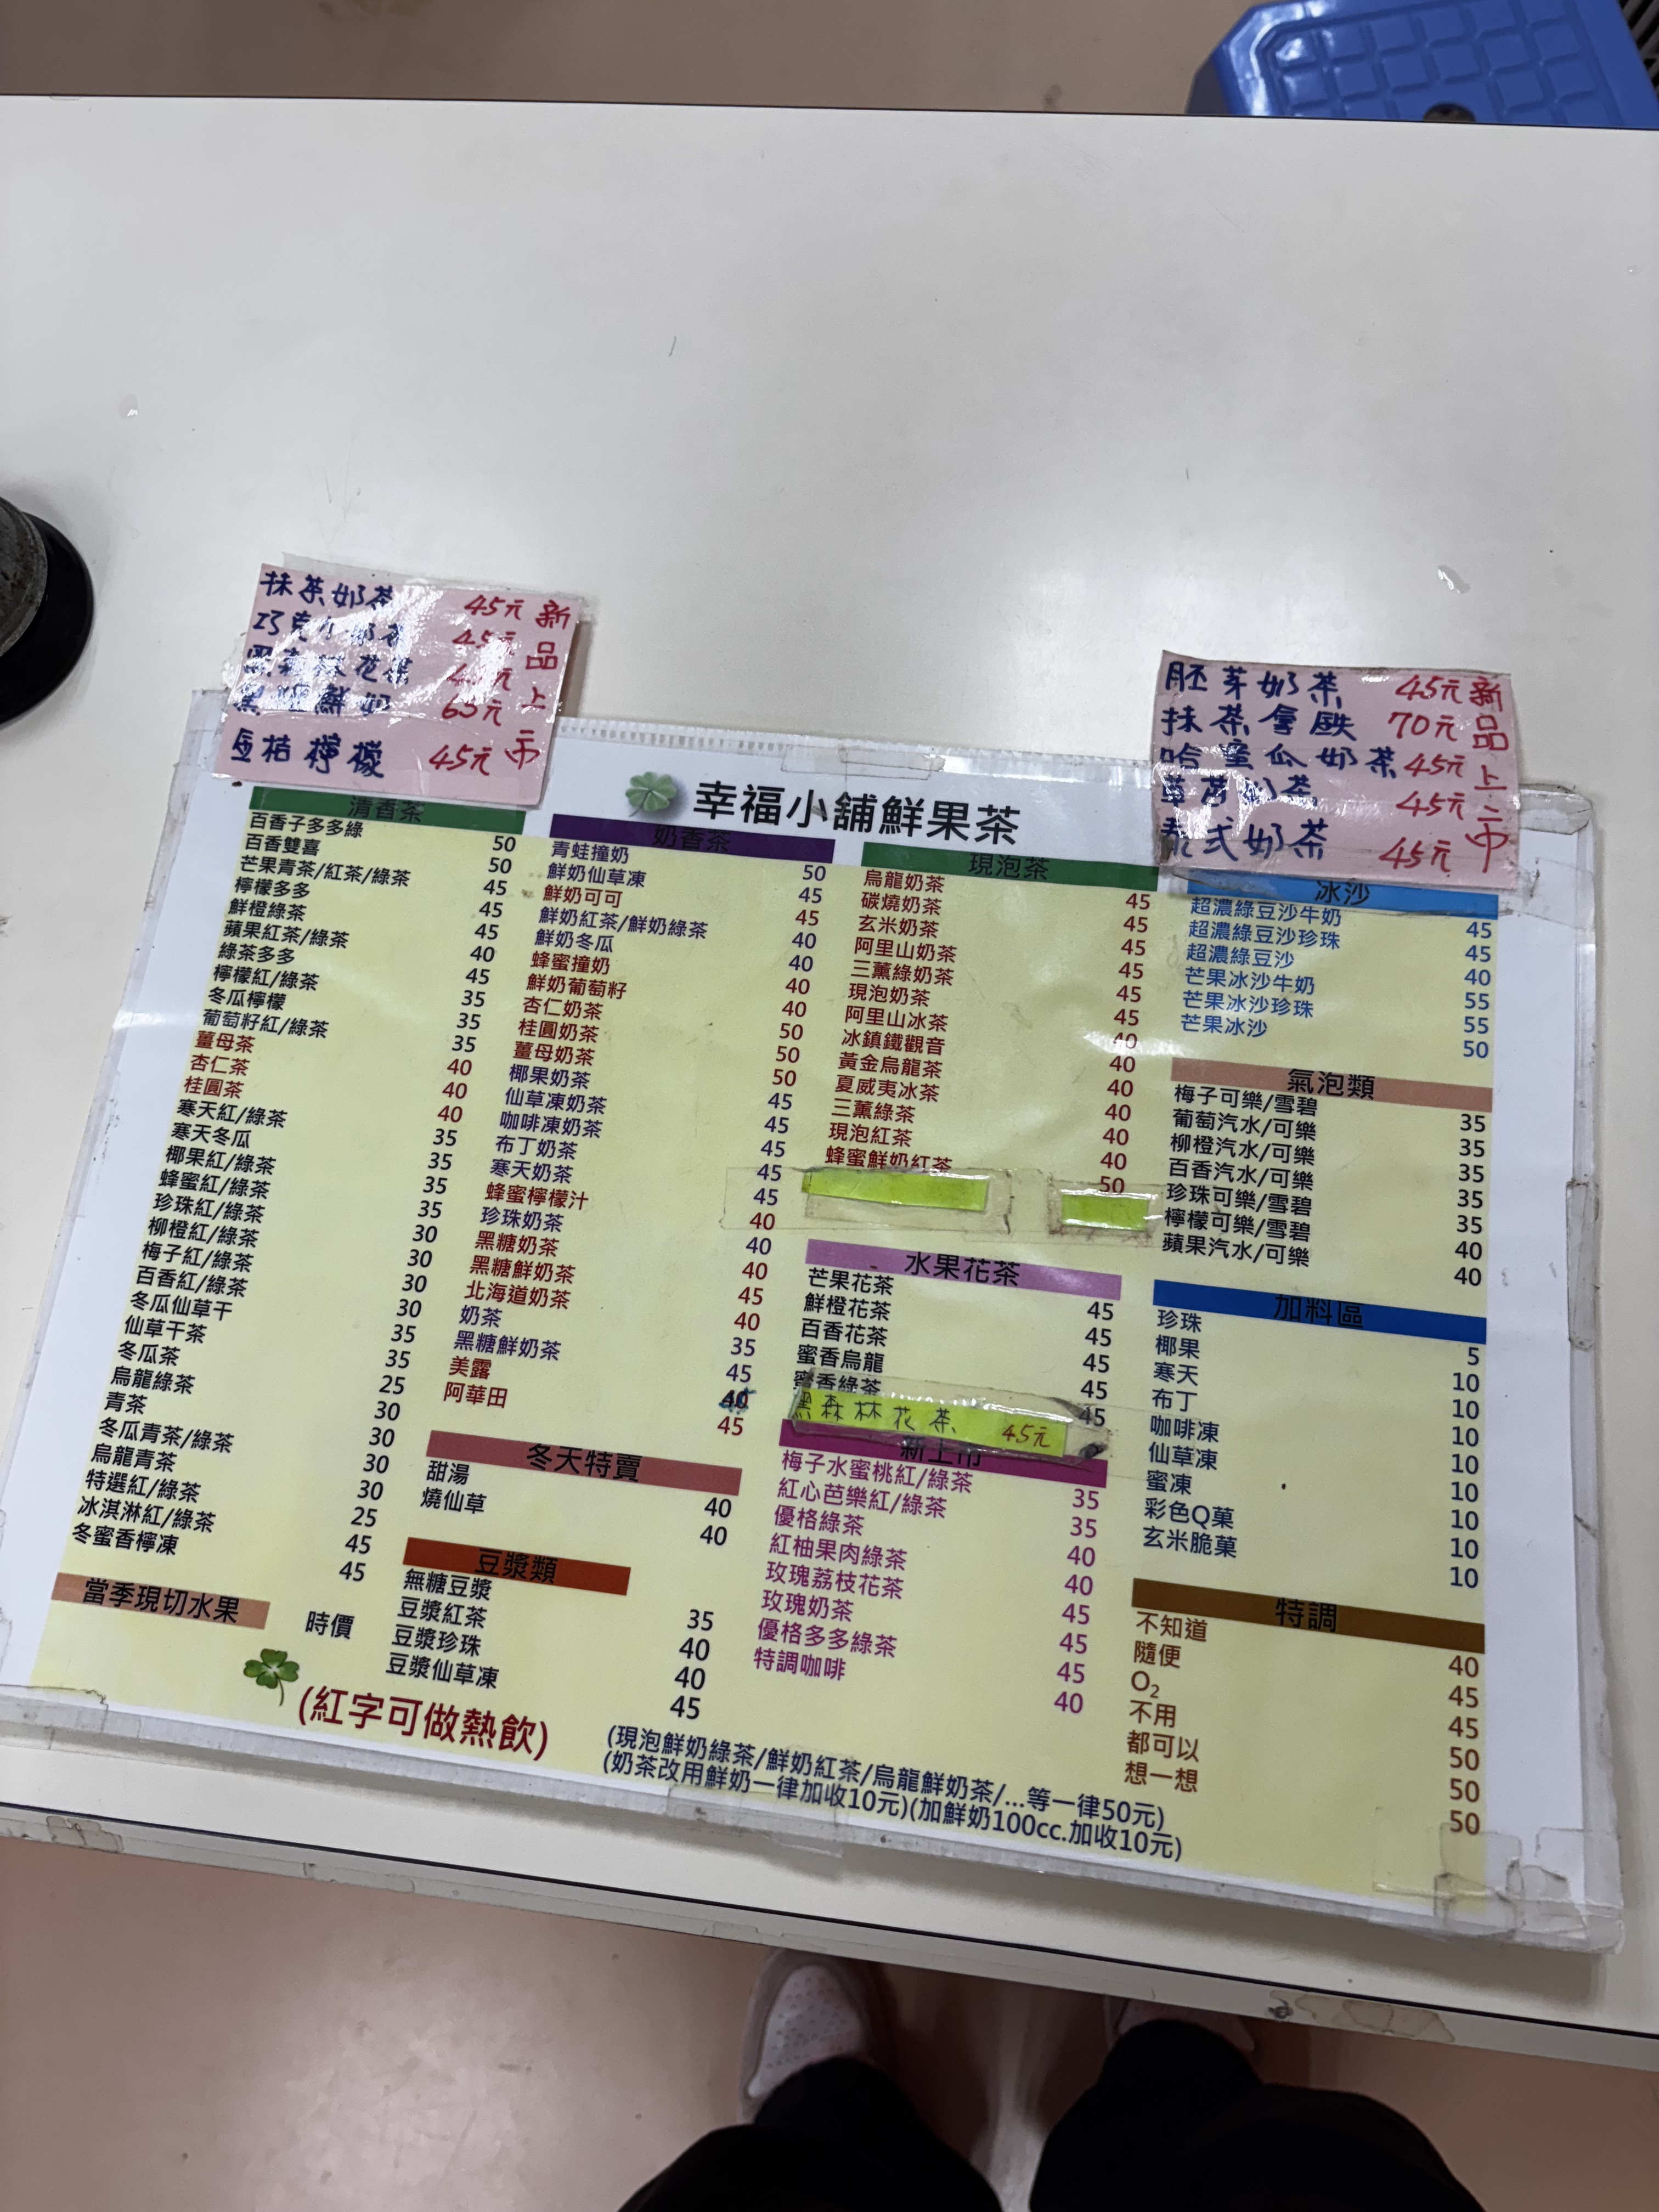 抹茶奶茶 45元
巧克力奶茶 45元
黑森林花茶 45元
鮮奶 65元
桔檸檬 45元
新品上市
胚芽奶茶 45元
抹茶拿鐵 70元
哈蜜瓜奶茶 45元
草莓奶茶 45元
泰式奶茶 45元
新品上市
幸福小舖鮮果茶
清香茶
百香子多多綠 50
百香雙喜 50
芒果青茶/紅茶/綠茶 45
檸檬多多 45
鮮橙綠茶 45
蘋果紅茶/綠茶 40
綠茶多多 45
檸檬紅/綠茶 35
冬瓜檸檬 35
葡萄籽紅/綠茶 35
薑母茶 40
杏仁茶 40
桂圓茶 40
寒天紅/綠茶 35
寒天冬瓜 35
椰果紅/綠茶 35
蜂蜜紅/綠茶 35
珍珠紅/綠茶 30
柳橙紅/綠茶 30
梅子紅/綠茶 30
百香紅/綠茶 30
冬瓜仙草干 35
仙草干茶 35
冬瓜茶 25
烏龍綠茶 30
青茶 30
冬瓜青茶/綠茶 30
烏龍青茶 30
特選紅/綠茶 25
冰淇淋紅/綠茶 45
冬蜜香檸凍 45
當季現切水果 時價
(紅字可做熱飲)
奶香茶
青蛙撞奶 50
鮮奶仙草凍 45
鮮奶可可 45
鮮奶紅茶/鮮奶綠茶 40
鮮奶冬瓜 40
蜂蜜撞奶 40
鮮奶葡萄籽 40
杏仁奶茶 50
桂圓奶茶 50
薑母奶茶 50
椰果奶茶 45
仙草凍奶茶 45
咖啡凍奶茶 45
布丁奶茶 45
寒天奶茶 45
蜂蜜檸檬汁 40
珍珠奶茶 40
黑糖奶茶 40
黑糖鮮奶茶 45
北海道奶茶 40
奶茶 35
黑糖鮮奶茶 45
美露
阿華田 45
冬天特賣
甜湯 40
燒仙草 40
豆漿類
無糖豆漿 35
豆漿紅茶 40
豆漿珍珠 40
豆漿仙草凍 45
現泡茶
烏龍奶茶 45
碳燒奶茶 45
玄米奶茶 45
阿里山奶茶 45
三薰綠奶茶 45
現泡奶茶 45
阿里山冰茶 40
冰鎮鐵觀音 40
黃金烏龍茶 40
夏威夷冰茶 40
三薰綠茶 40
現泡紅茶 40
蜂蜜鮮奶紅茶 50
水果花茶
芒果花茶 45
鮮橙花茶 45
百香花茶 45
蜜香烏龍 45
蜜香綠茶 45
黑森林花茶 45元
新上市
梅子水蜜桃紅/綠茶 35
紅心芭樂紅/綠茶 35
優格綠茶 40
紅柚果肉綠茶 40
玫瑰荔枝花茶 45
玫瑰奶茶 45
優格多多綠茶 45
特調咖啡 40
冰沙
超濃綠豆沙牛奶 45
超濃綠豆沙珍珠 45
超濃綠豆沙 40
芒果冰沙牛奶 55
芒果冰沙珍珠 55
芒果冰沙 50
氣泡類
梅子可樂/雪碧 35
葡萄汽水/可樂 35
柳橙汽水/可樂 35
百香汽水/可樂 35
珍珠可樂/雪碧 35
檸檬可樂/雪碧 40
蘋果汽水/可樂 40
加料區
珍珠 5
椰果 10
寒天 10
布丁 10
咖啡凍 10
仙草凍 10
蜜凍 10
彩色Q菓 10
玄米脆菓 10
特調
不知道 40
隨便 45
O₂ 45
不用 50
都可以 50
想一想 50
(現泡鮮奶綠茶/鮮奶紅茶/烏龍鮮奶茶/...等一律50元)
(奶茶改用鮮奶一律加收10元)(加鮮奶100cc.加收10元)